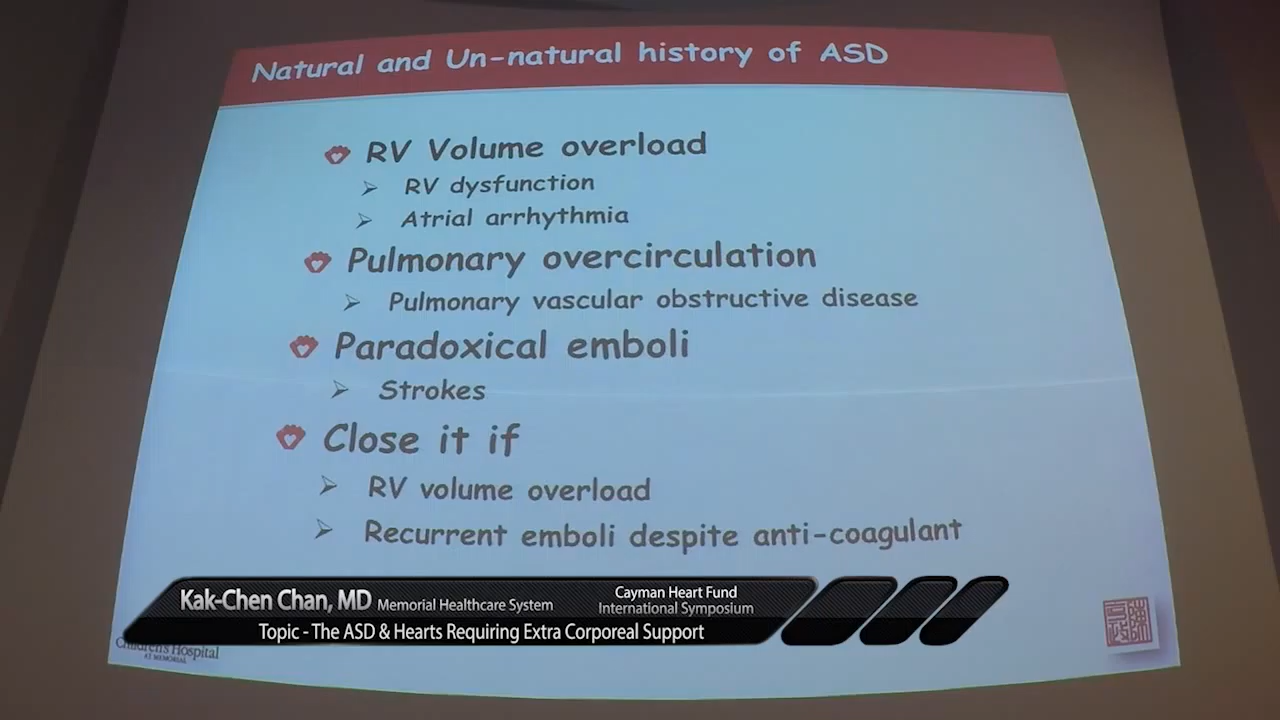 Natural and Un-natural history of ASD
RV Volume overload
RV dysfunction
Atrial arrhythmia
Pulmonary overcirculation
Pulmonary vascular obstructive disease
Paradoxical emboli
Strokes
Close it if
RV volume overload
Recurrent emboli despite anti-coagulant
Kak-Chen Chan, MD Memorial Healthcare System
Cayman Heart Fund
International Symposium
Topic - The ASD & Hearts Requiring Extra Corporeal Support
Children's Hospital
AT MEMORIAL